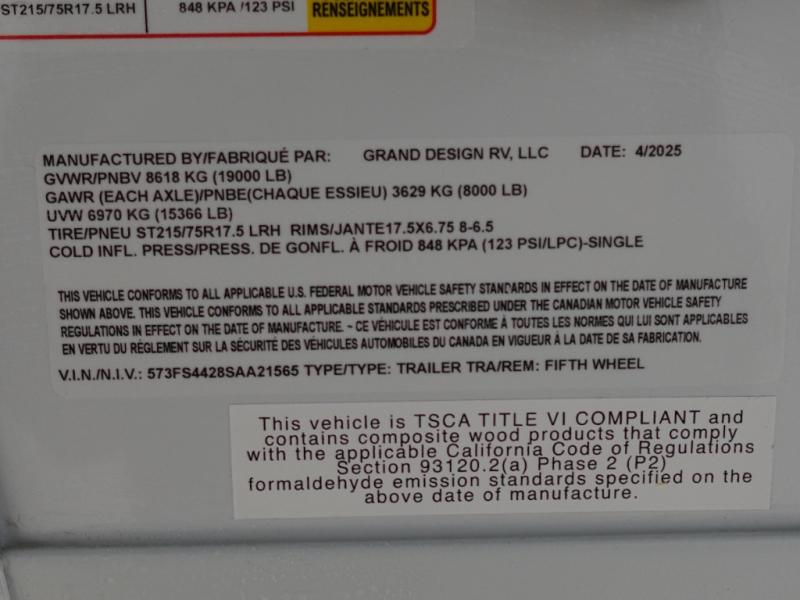 ST215/75R17.5 LRH 848 KPA /123 PSI RENSEIGNEMENTS
MANUFACTURED BY/FABRIQUÉ PAR: GRAND DESIGN RV, LLC DATE: 4/2025
GVWR/PNBV 8618 KG (19000 LB)
GAWR (EACH AXLE)/PNBE(CHAQUE ESSIEU) 3629 KG (8000 LB)
UVW 6970 KG (15366 LB)
TIRE/PNEU ST215/75R17.5 LRH RIMS/JANTE17.5X6.75 8-6.5
COLD INFL. PRESS/PRESS. DE GONFL. À FROID 848 KPA (123 PSI/LPC)-SINGLE
THIS VEHICLE CONFORMS TO ALL APPLICABLE U.S. FEDERAL MOTOR VEHICLE SAFETY STANDARDS IN EFFECT ON THE DATE OF MANUFACTURE
SHOWN ABOVE. THIS VEHICLE CONFORMS TO ALL APPLICABLE STANDARDS PRESCRIBED UNDER THE CANADIAN MOTOR VEHICLE SAFETY
REGULATIONS IN EFFECT ON THE DATE OF MANUFACTURE. ~ CE VÉHICULE EST CONFORME À TOUTES LES NORMES QUI LUI SONT APPLICABLES
EN VERTU DU RÈGLEMENT SUR LA SÉCURITÉ DES VÉHICULES AUTOMOBILES DU CANADA EN VIGUEUR À LA DATE DE SA FABRICATION.
V.I.N./N.I.V.: 573FS4428SAA21565 TYPE/TYPE: TRAILER TRA/REM: FIFTH WHEEL
This vehicle is TSCA TITLE VI COMPLIANT and
contains composite wood products that comply
with the applicable California Code of Regulations
Section 93120.2(a) Phase 2 (P2)
formaldehyde emission standards specified on the
above date of manufacture.